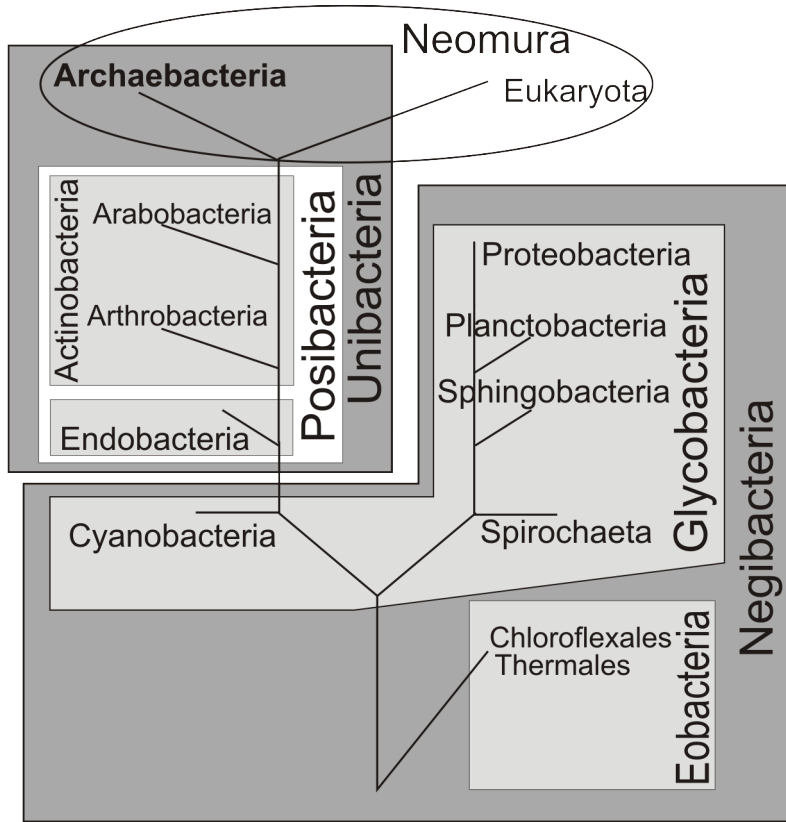 Neomura
Archaebacteria
Eukaryota
Actinobacteria
Arabobacteria
Arthrobacteria
Posibacteria
Unibacteria
Endobacteria
Proteobacteria
Planctobacteria
Sphingobacteria
Glycobacteria
Negibacteria
Cyanobacteria
Spirochaeta
Chloroflexales
Thermales
Eobacteria